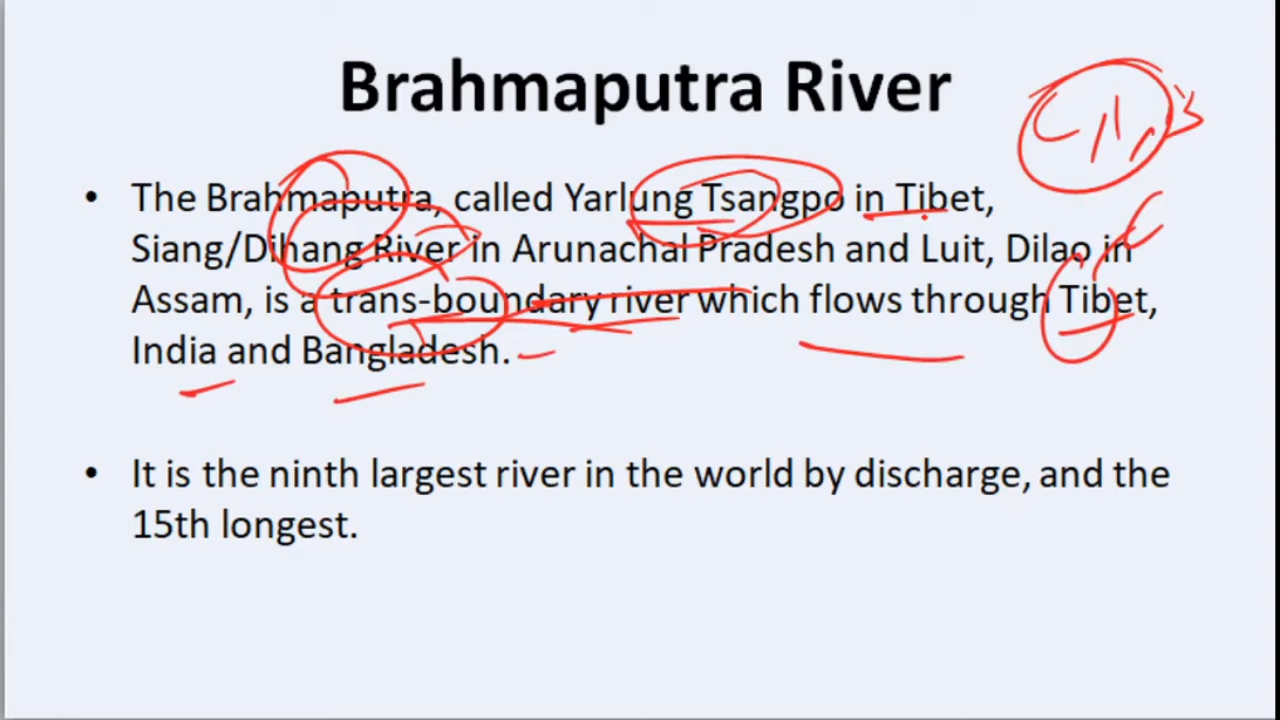 Brahmaputra River
• The Brahmaputra, called Yarlung Tsangpo in Tibet,
Siang/Dihang River in Arunachal Pradesh and Luit, Dilao in
Assam, is a trans-boundary river which flows through Tibet,
India and Bangladesh.
• It is the ninth largest river in the world by discharge, and the
15th longest.